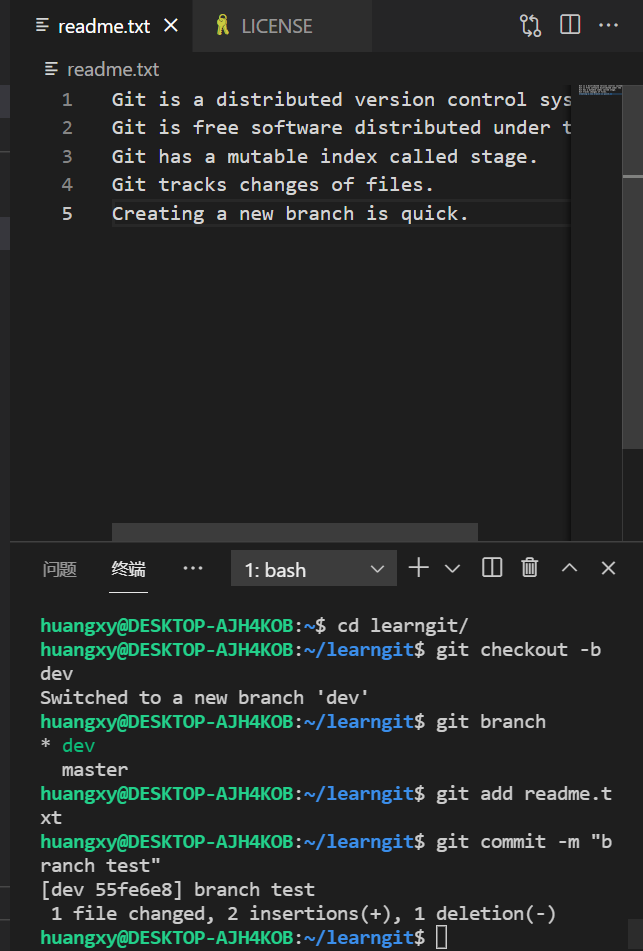 readme.txt LICENSE
readme.txt
1 Git is a distributed version control sys
2 Git is free software distributed under t
3 Git has a mutable index called stage.
4 Git tracks changes of files.
5 Creating a new branch is quick.
问题 终端 1: bash
huangxy@DESKTOP-AJH4KOB:~$ cd learngit/
huangxy@DESKTOP-AJH4KOB:~/learngit$ git checkout -b
dev
Switched to a new branch 'dev'
huangxy@DESKTOP-AJH4KOB:~/learngit$ git branch
* dev
  master
huangxy@DESKTOP-AJH4KOB:~/learngit$ git add readme.t
xt
huangxy@DESKTOP-AJH4KOB:~/learngit$ git commit -m "b
ranch test"
[dev 55fe6e8] branch test
 1 file changed, 2 insertions(+), 1 deletion(-)
huangxy@DESKTOP-AJH4KOB:~/learngit$